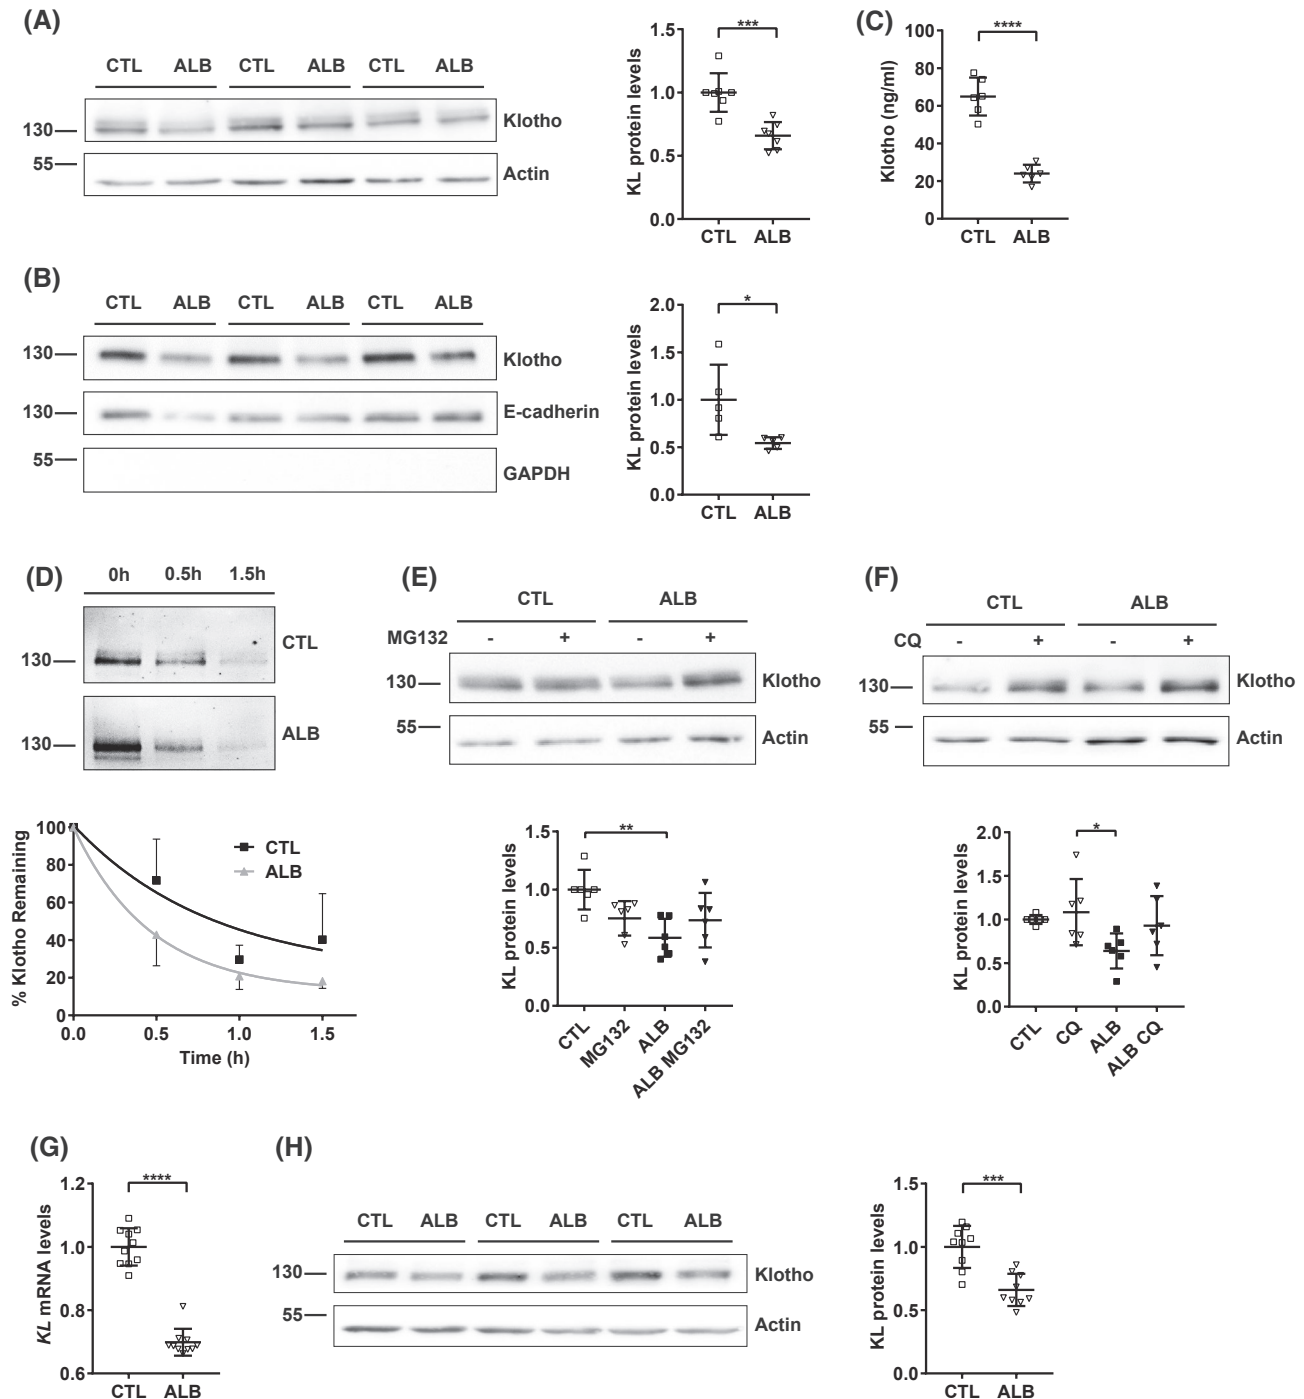 (A)
CTL ALB CTL ALB CTL ALB
130
Klotho
55
Actin
KL protein levels
1.5
1.0
0.5
0.0
***
CTL ALB
(C)
Klotho (ng/ml)
100
80
60
40
20
0
****
CTL ALB
(B)
CTL ALB CTL ALB CTL ALB
130
Klotho
130
E-cadherin
55
GAPDH
KL protein levels
2.0
1.5
1.0
0.5
0.0
*
CTL ALB
(D)
0h 0.5h 1.5h
130
CTL
130
ALB
% Klotho Remaining
100
80
60
40
20
0
CTL
ALB
0.0 0.5 1.0 1.5
Time (h)
(E)
CTL ALB
MG132 - + - +
130
Klotho
55
Actin
KL protein levels
1.5
1.0
0.5
0.0
**
CTL MG132 ALB ALB MG132
(F)
CTL ALB
CQ - + - +
130
Klotho
55
Actin
KL protein levels
2.0
1.5
1.0
0.5
0.0
*
CTL CQ ALB ALB CQ
(G)
KL mRNA levels
1.2
1.0
0.8
0.6
****
CTL ALB
(H)
CTL ALB CTL ALB CTL ALB
130
Klotho
55
Actin
KL protein levels
1.5
1.0
0.5
0.0
***
CTL ALB